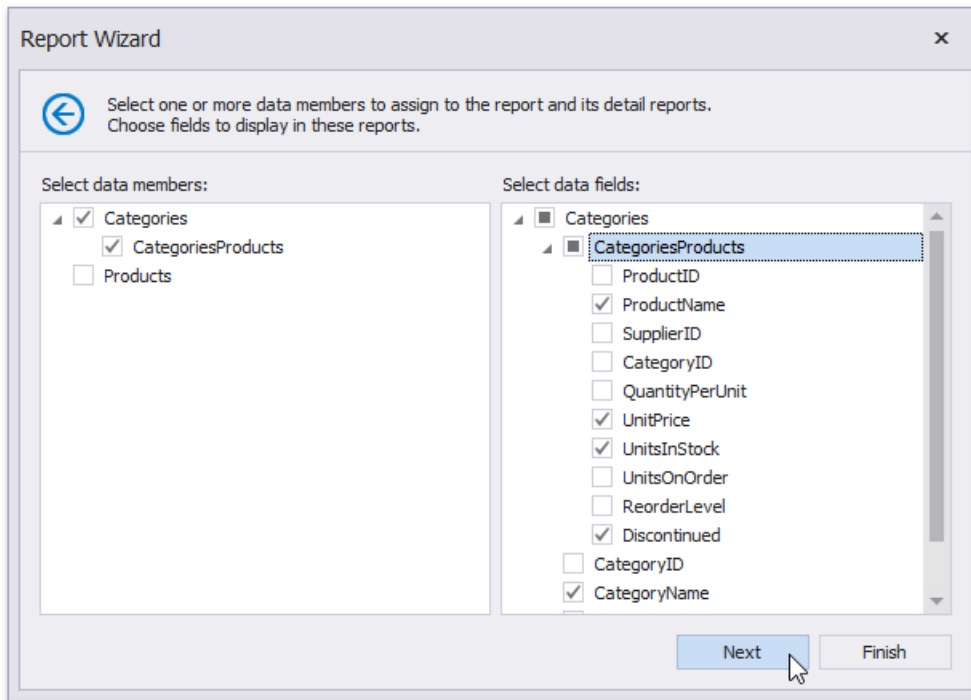 Report Wizard
Select one or more data members to assign to the report and its detail reports.
Choose fields to display in these reports.
Select data members:
Categories
CategoriesProducts
Products
Select data fields:
Categories
CategoriesProducts
ProductID
ProductName
SupplierID
CategoryID
QuantityPerUnit
UnitPrice
UnitsInStock
UnitsOnOrder
ReorderLevel
Discontinued
CategoryID
CategoryName
Next
Finish